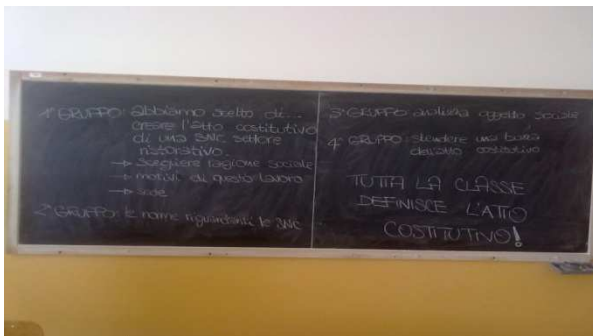 1° GRUPPO: abbiamo scelto di...
creare l'atto costitutivo
di una SNC settore
ristorativo.
→ Scegliere ragione sociale
→ motivi di questo lavoro
→ sede
2° GRUPPO: le norme riguardanti le SNC
3° GRUPPO: analizza oggetto sociale
4° GRUPPO: stendere una bozza
dell'atto costitutivo
TUTTA LA CLASSE
DEFINISCE L'ATTO
COSTITUTIVO!